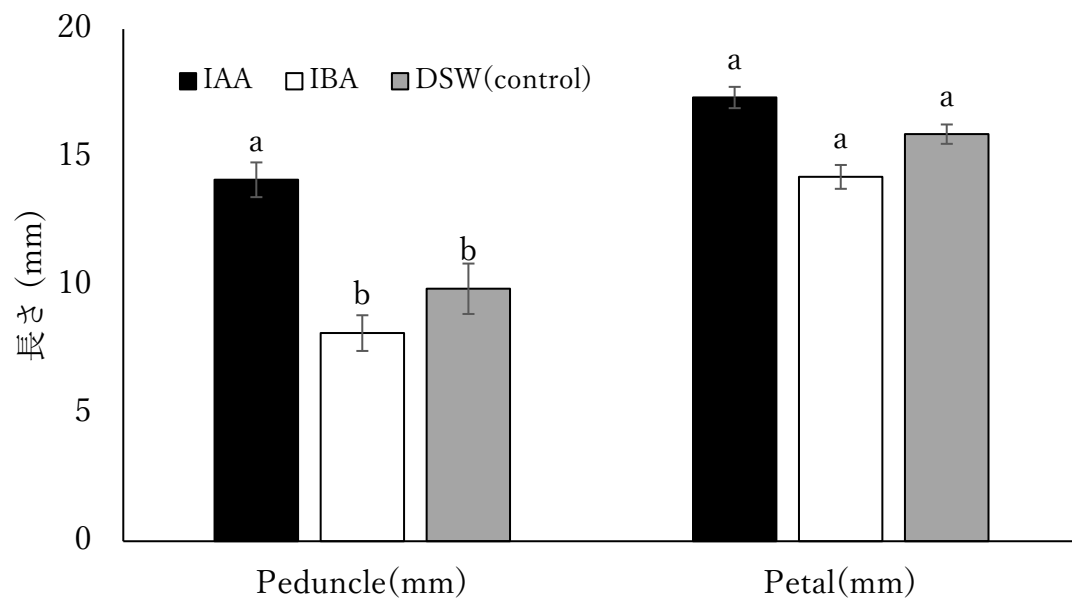 20
15
10
5
0
長さ (mm)
IAA IBA DSW(control)
a
b
b
a
a
a
Peduncle(mm) Petal(mm)